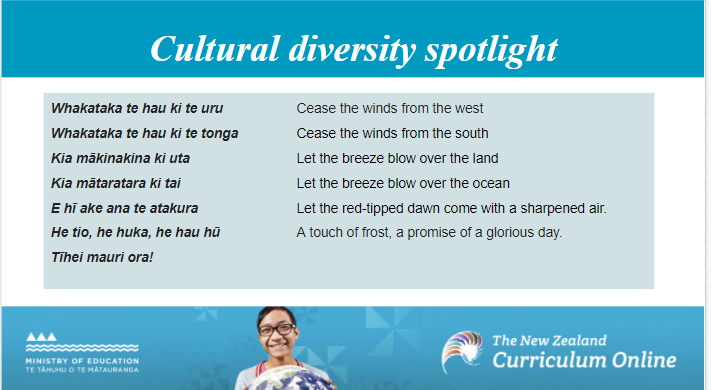 Cultural diversity spotlight
Whakataka te hau ki te uru Cease the winds from the west
Whakataka te hau ki te tonga Cease the winds from the south
Kia mākinakina ki uta Let the breeze blow over the land
Kia mātaratara ki tai Let the breeze blow over the ocean
E hī ake ana te atakura Let the red-tipped dawn come with a sharpened air.
He tio, he huka, he hau hū A touch of frost, a promise of a glorious day.
Tīhei mauri ora!
MINISTRY OF EDUCATION
TE TĀHUHU O TE MĀTAURANGA
The New Zealand
Curriculum Online